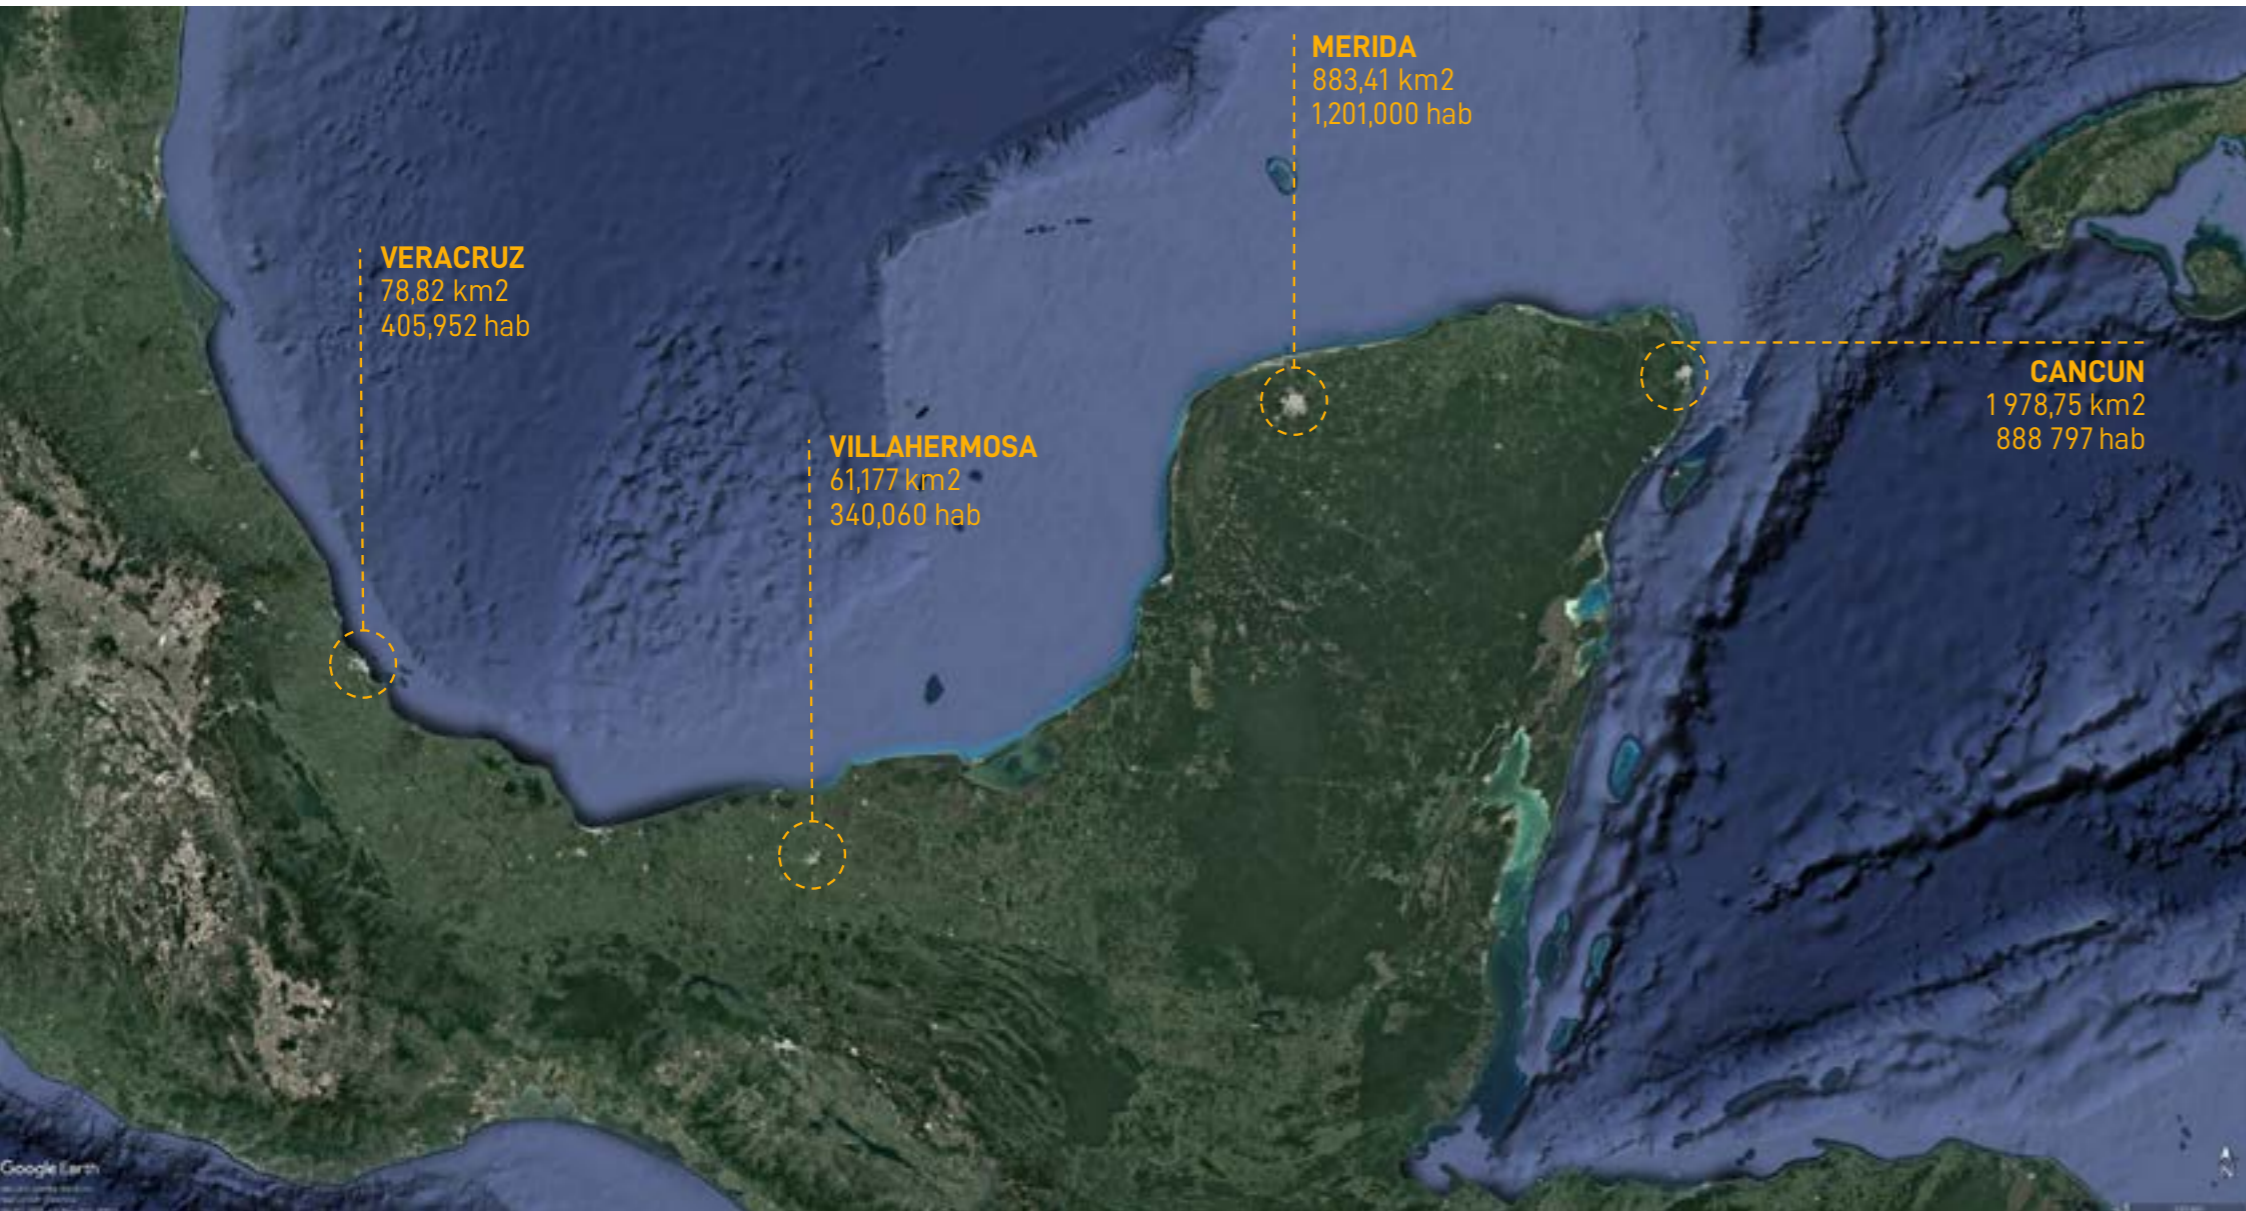 MERIDA
883,41 km2
1,201,000 hab
VERACRUZ
78,82 km2
405,952 hab
CANCUN
1 978,75 km2
888 797 hab
VILLAHERMOSA
61,177 km2
340,060 hab
Google Earth
N